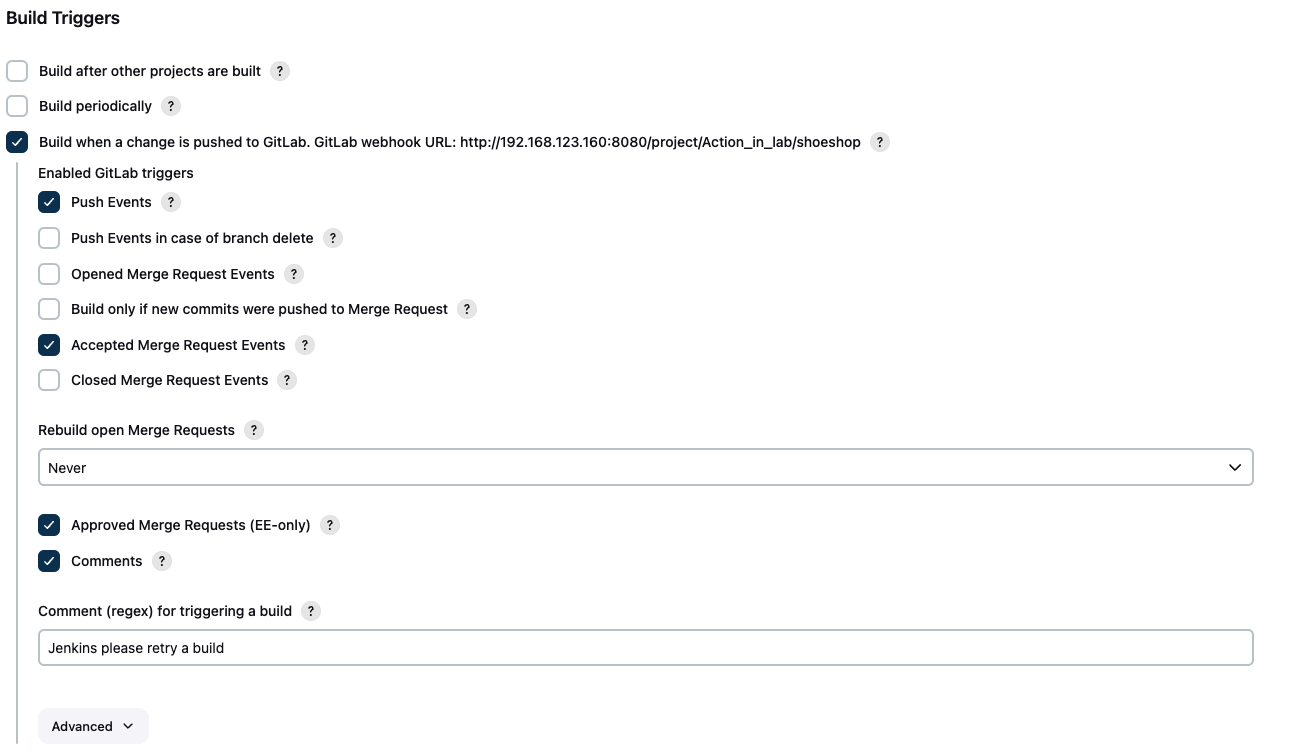 Build Triggers
Build after other projects are built ?
Build periodically ?
Build when a change is pushed to GitLab. GitLab webhook URL: http://192.168.123.160:8080/project/Action_in_lab/shoeshop ?
Enabled GitLab triggers
Push Events ?
Push Events in case of branch delete ?
Opened Merge Request Events ?
Build only if new commits were pushed to Merge Request ?
Accepted Merge Request Events ?
Closed Merge Request Events ?
Rebuild open Merge Requests ?
Never
Approved Merge Requests (EE-only) ?
Comments ?
Comment (regex) for triggering a build ?
Jenkins please retry a build
Advanced